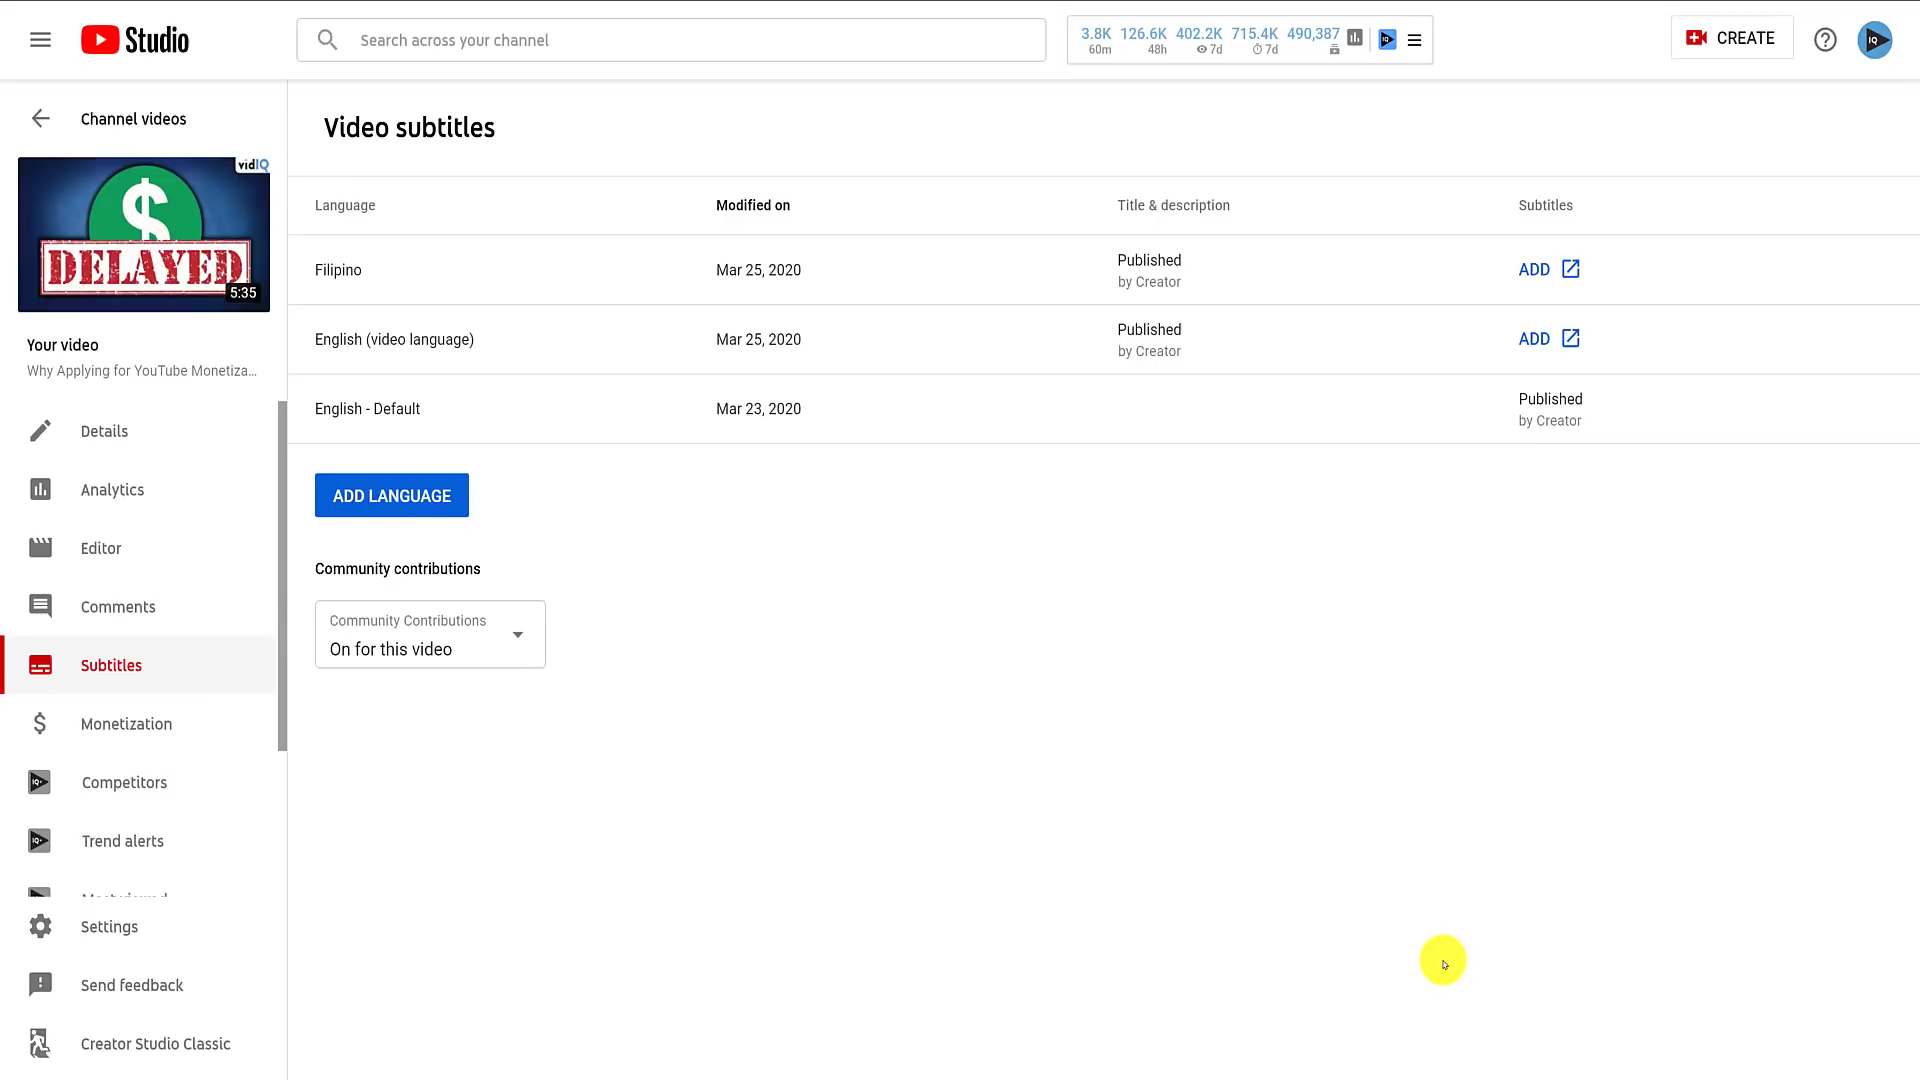 Studio
Search across your channel
3.8K 126.6K 402.2K 715.4K 490,387
60m 48h 7d 7d
CREATE
Channel videos
vidIQ
$
DELAYED
5:35
Your video
Why Applying for YouTube Monetiza...
Details
Analytics
Editor
Comments
Subtitles
Monetization
Competitors
Trend alerts
Settings
Send feedback
Creator Studio Classic
Video subtitles
Language Modified on Title & description Subtitles
Filipino Mar 25, 2020 Published ADD
by Creator
English (video language) Mar 25, 2020 Published ADD
by Creator
English - Default Mar 23, 2020 Published
by Creator
ADD LANGUAGE
Community contributions
Community Contributions
On for this video